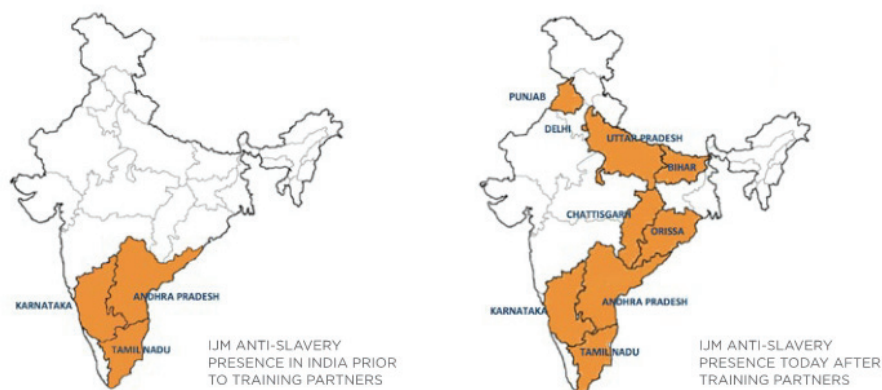 KARNATAKA
ANDHRA PRADESH
TAMIL NADU
IJM ANTI-SLAVERY
PRESENCE IN INDIA PRIOR
TO TRAINING PARTNERS
PUNJAB
DELHI
UTTAR PRADESH
BIHAR
CHATTISGARH
ORISSA
KARNATAKA
ANDHRA PRADESH
TAMIL NADU
IJM ANTI-SLAVERY
PRESENCE TODAY AFTER
TRAINING PARTNERS